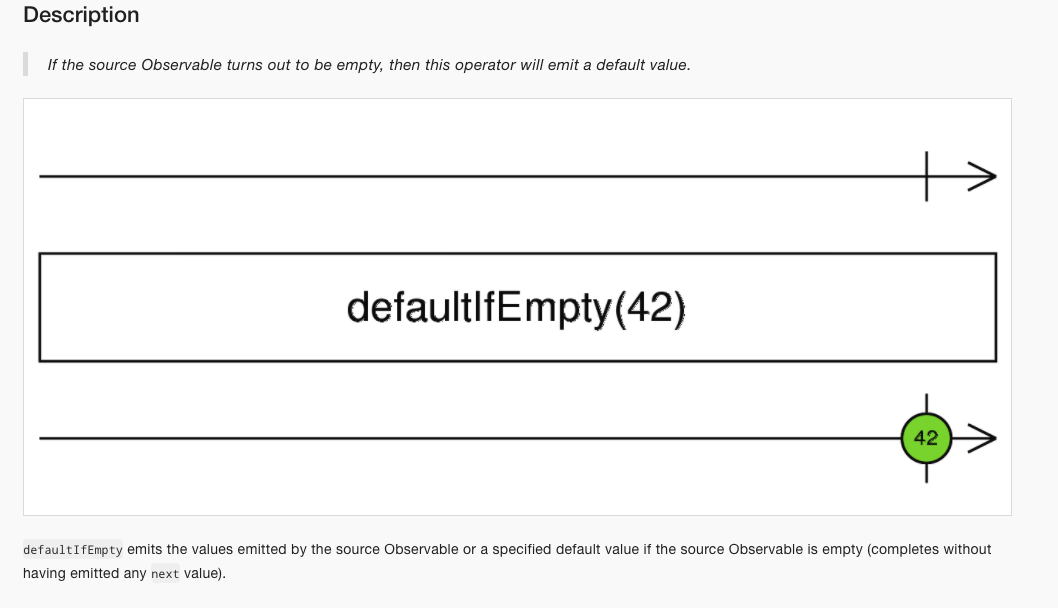 Description
If the source Observable turns out to be empty, then this operator will emit a default value.
defaultIfEmpty(42)
42
defaultIfEmpty emits the values emitted by the source Observable or a specified default value if the source Observable is empty (completes without
having emitted any next value).